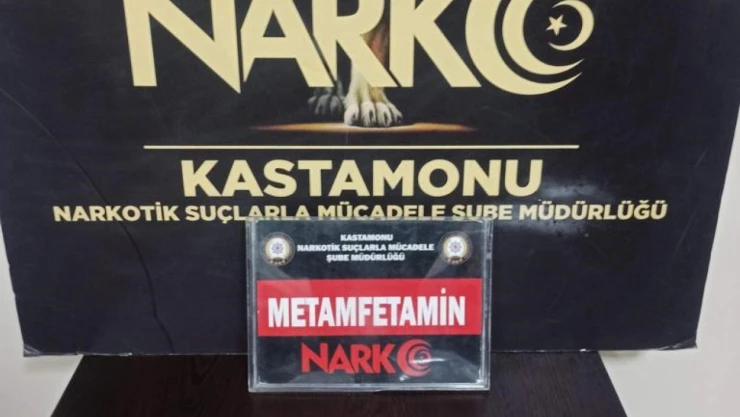 NARKO
KASTAMONU
NARKOTİK SUÇLARLA MÜCADELE ŞUBE MÜDÜRLÜĞÜ
KASTAMONU
NARKOTİK SUÇLARLA MÜCADELE
ŞUBE MÜDÜRLÜĞÜ
METAMFETAMİN
NARKO